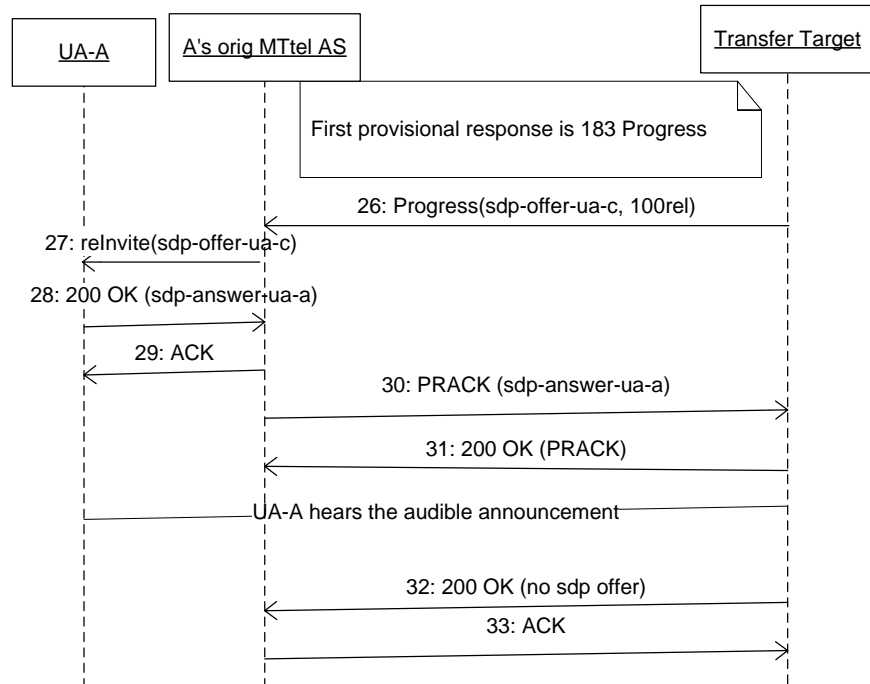 UA-A
A's orig MTtel AS
Transfer Target
First provisional response is 183 Progress
26: Progress(sdp-offer-ua-c, 100rel)
27: reInvite(sdp-offer-ua-c)
28: 200 OK (sdp-answer-ua-a)
29: ACK
30: PRACK (sdp-answer-ua-a)
31: 200 OK (PRACK)
UA-A hears the audible announcement
32: 200 OK (no sdp offer)
33: ACK